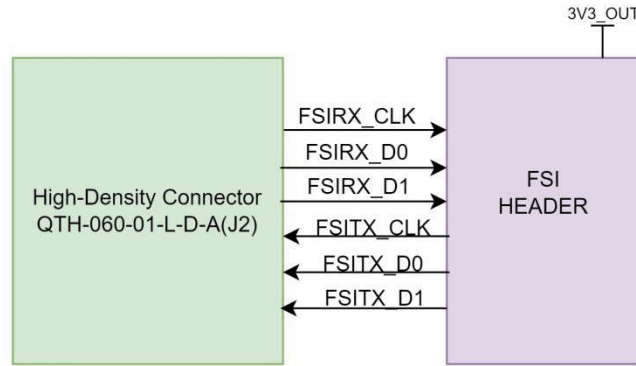 3V3_OUT
FSIRX_CLK
FSIRX_D0
FSIRX_D1
FSITX_CLK
FSITX_D0
FSITX_D1
High-Density Connector
QTH-060-01-L-D-A(J2)
FSI
HEADER